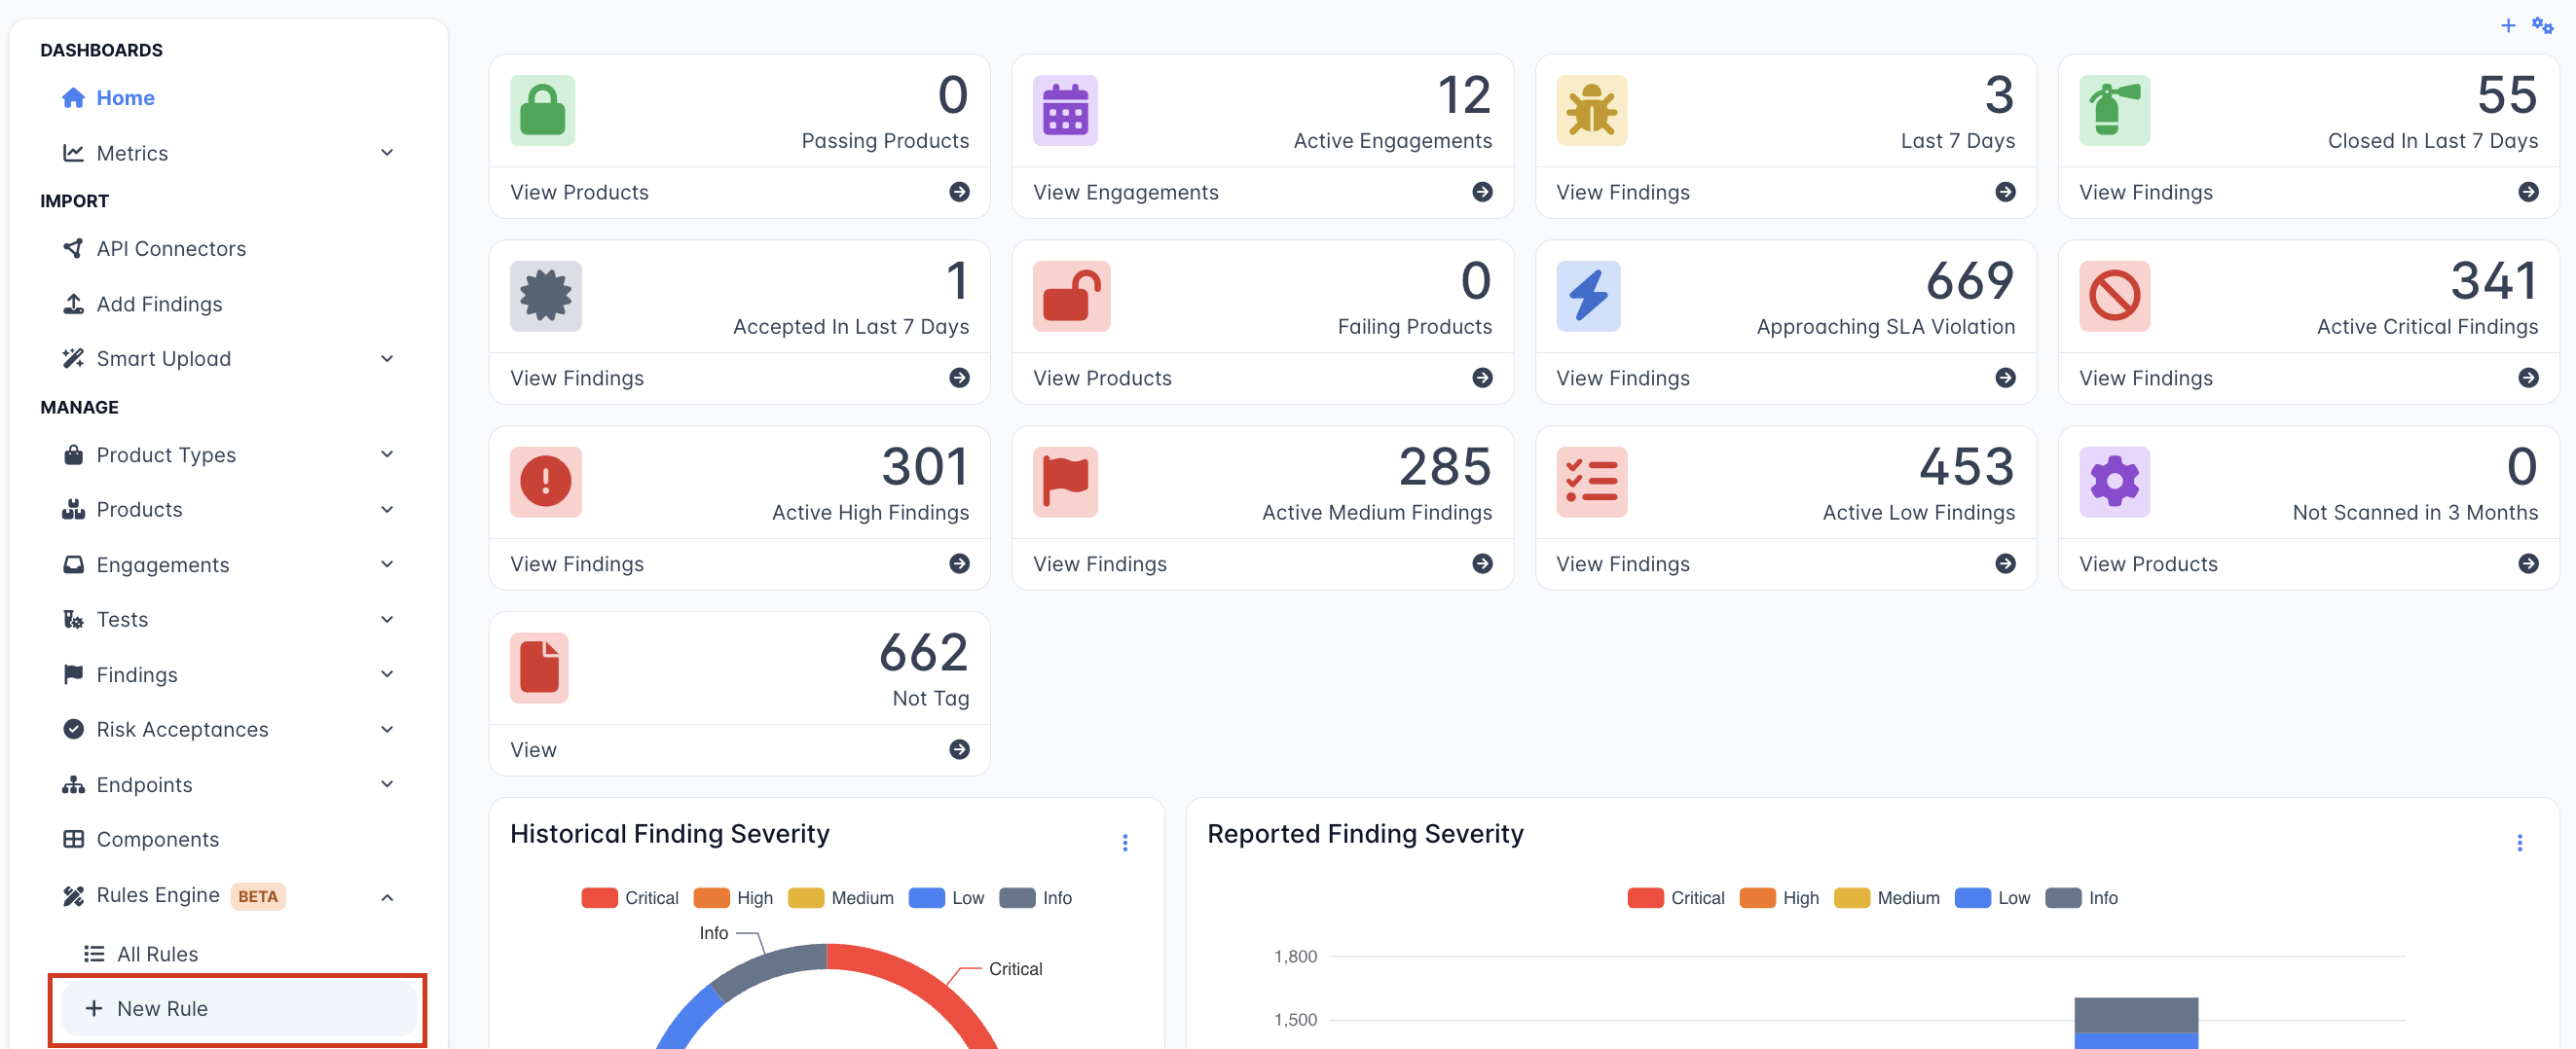 DASHBOARDS
Home
Metrics
IMPORT
API Connectors
Add Findings
Smart Upload
MANAGE
Product Types
Products
Engagements
Tests
Findings
Risk Acceptances
Endpoints
Components
Rules Engine BETA
All Rules
New Rule
0
Passing Products
View Products
12
Active Engagements
View Engagements
3
Last 7 Days
View Findings
55
Closed In Last 7 Days
View Findings
1
Accepted In Last 7 Days
View Findings
0
Failing Products
View Products
669
Approaching SLA Violation
View Findings
341
Active Critical Findings
View Findings
301
Active High Findings
View Findings
285
Active Medium Findings
View Findings
453
Active Low Findings
View Findings
0
Not Scanned in 3 Months
View Products
662
Not Tag
View
Historical Finding Severity
Critical High Medium Low Info
Info
Critical
Reported Finding Severity
Critical High Medium Low Info
1,800
1,500